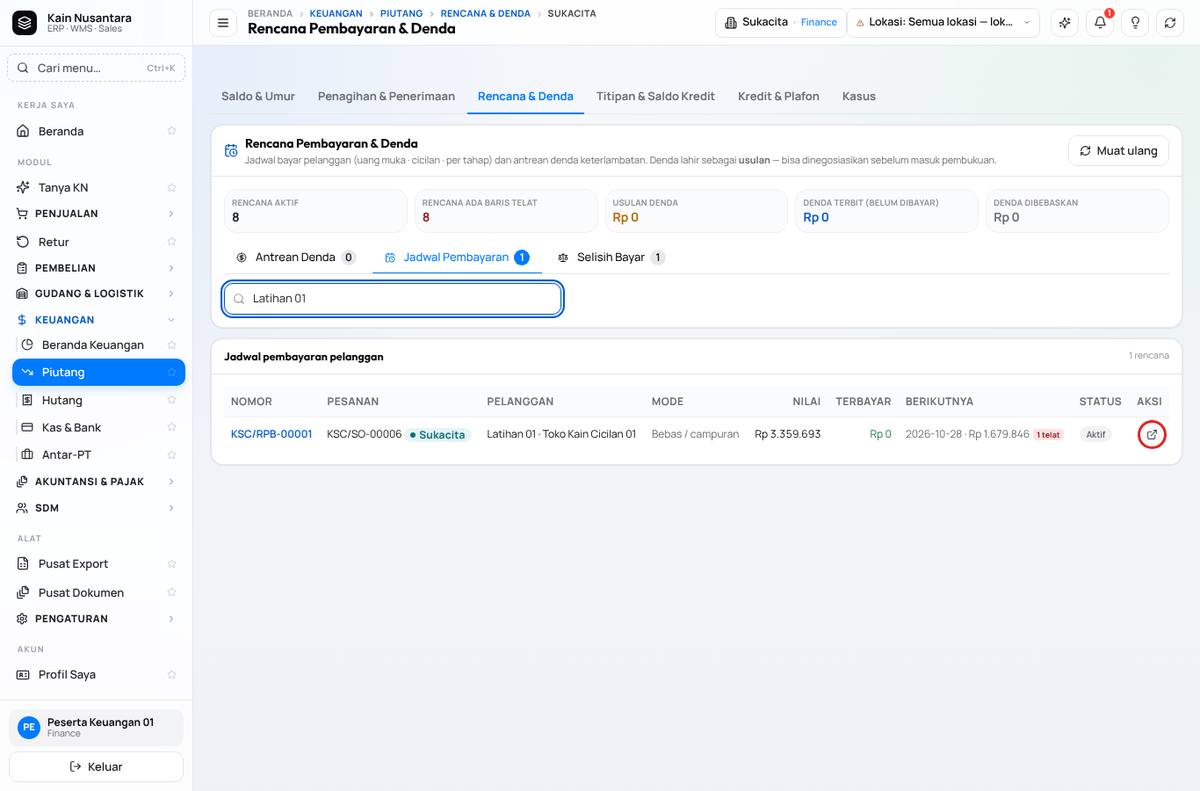 Kain Nusantara
ERP · WMS · Sales
Cari menu... Ctrl+K
KERJA SAYA
Beranda
MODUL
Tanya KN
PENJUALAN
Retur
PEMBELIAN
GUDANG & LOGISTIK
KEUANGAN
Beranda Keuangan
Piutang
Hutang
Kas & Bank
Antar-PT
AKUNTANSI & PAJAK
SDM
ALAT
Pusat Export
Pusat Dokumen
PENGATURAN
AKUN
Profil Saya
PE Peserta Keuangan 01
Finance
Keluar
BERANDA › KEUANGAN › PIUTANG › RENCANA & DENDA › SUKACITA
Rencana Pembayaran & Denda
Sukacita · Finance
Lokasi: Semua lokasi — lok...
1
Saldo & Umur Penagihan & Penerimaan Rencana & Denda Titipan & Saldo Kredit Kredit & Plafon Kasus
Rencana Pembayaran & Denda
Jadwal bayar pelanggan (uang muka · cicilan · per tahap) dan antrean denda keterlambatan. Denda lahir sebagai usulan — bisa dinegosiasikan sebelum masuk pembukuan.
Muat ulang
RENCANA AKTIF RENCANA ADA BARIS TELAT USULAN DENDA DENDA TERBIT (BELUM DIBAYAR) DENDA DIBEBASKAN
8 8 Rp 0 Rp 0 Rp 0
Antrean Denda 0 Jadwal Pembayaran 1 Selisih Bayar 1
Latihan 01
Jadwal pembayaran pelanggan 1 rencana
NOMOR PESANAN PELANGGAN MODE NILAI TERBAYAR BERIKUTNYA STATUS AKSI
KSC/RPB-00001 KSC/SO-00006 Sukacita Latihan 01 · Toko Kain Cicilan 01 Bebas / campuran Rp 3.359.693 Rp 0 2026-10-28 · Rp 1.679.846 1 telat Aktif